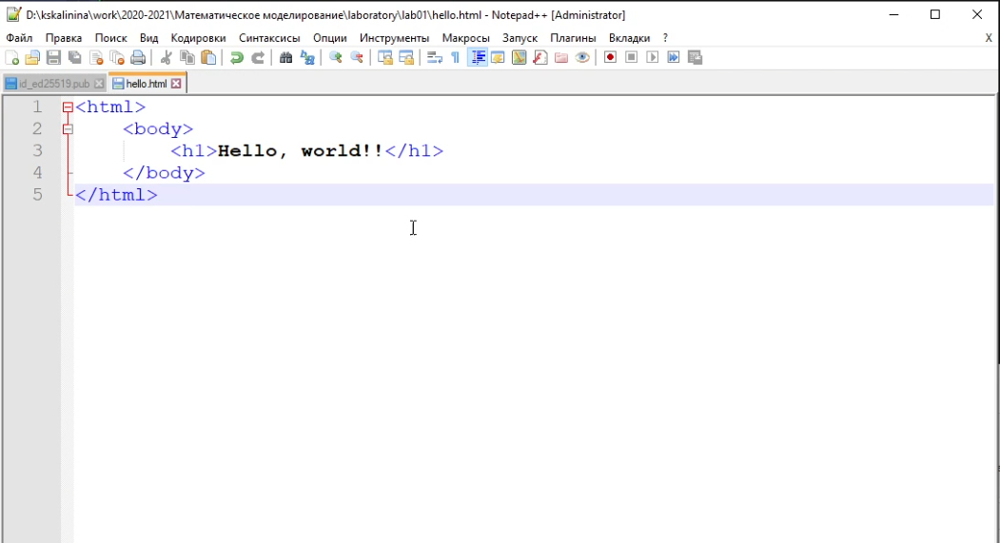 D:\kskalinina\work\2020-2021\Математическое моделирование\laboratory\lab01\hello.html - Notepad++ [Administrator]
Файл Правка Поиск Вид Кодировки Синтаксисы Опции Инструменты Макросы Запуск Плагины Вкладки ? X
id_ed25519.pub hello.html
1 <html>
2 <body>
3 <h1>Hello, world!!</h1>
4 </body>
5 </html>